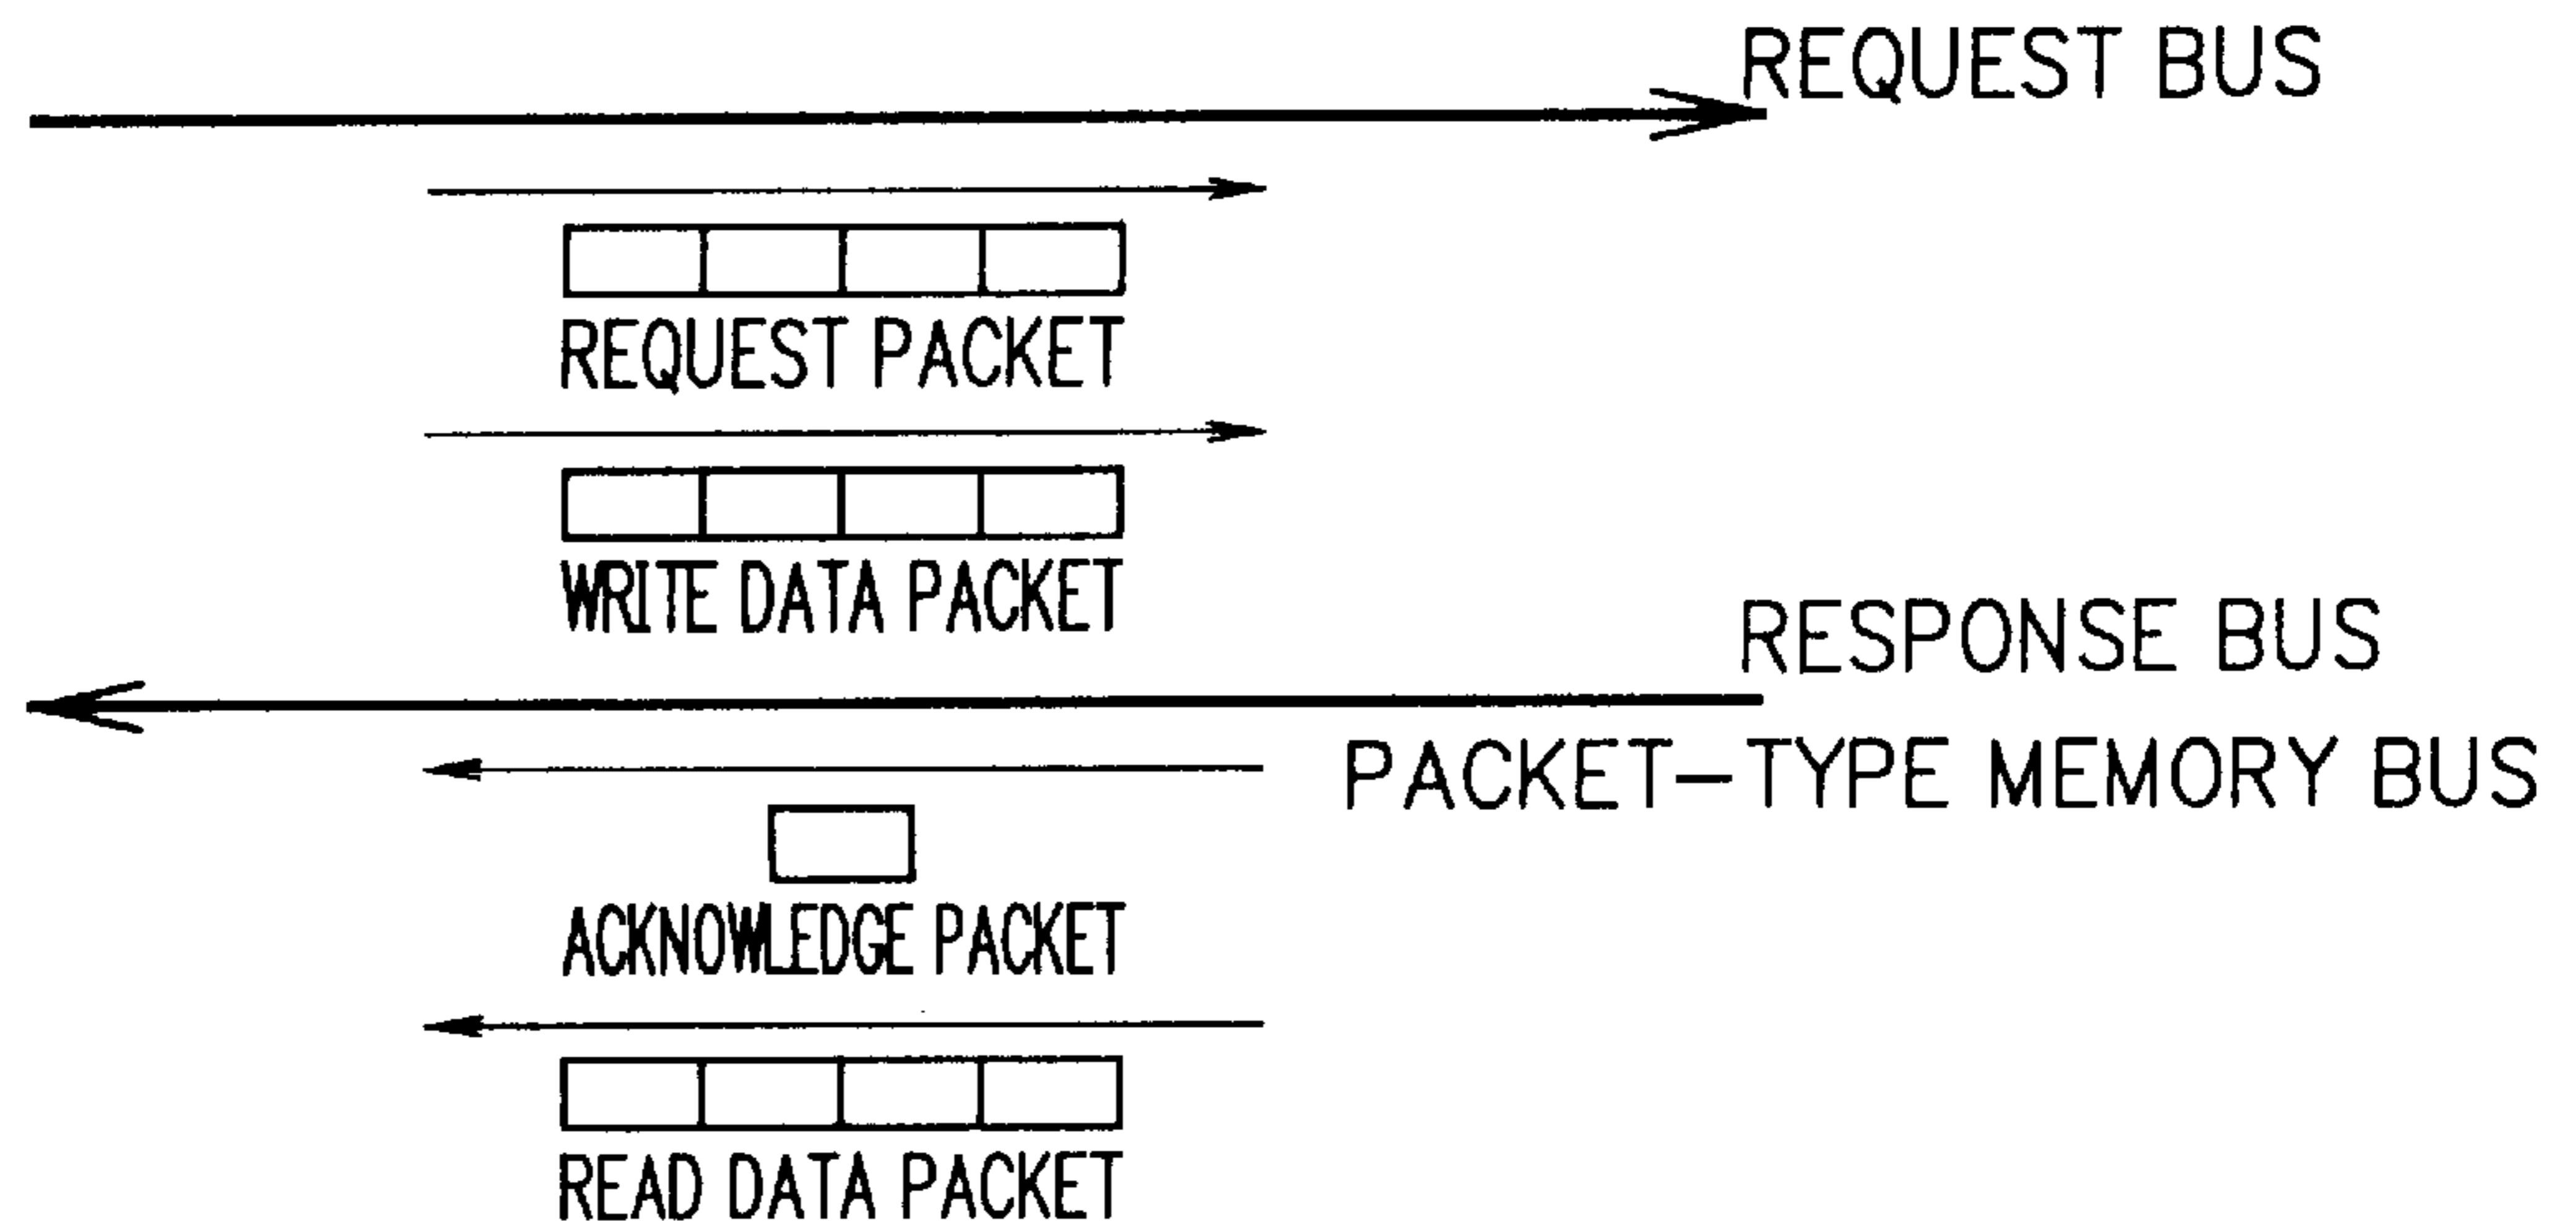 REQUEST BUS
REQUEST PACKET
WRITE DATA PACKET
RESPONSE BUS
PACKET-TYPE MEMORY BUS
ACKNOWLEDGE PACKET
READ DATA PACKET